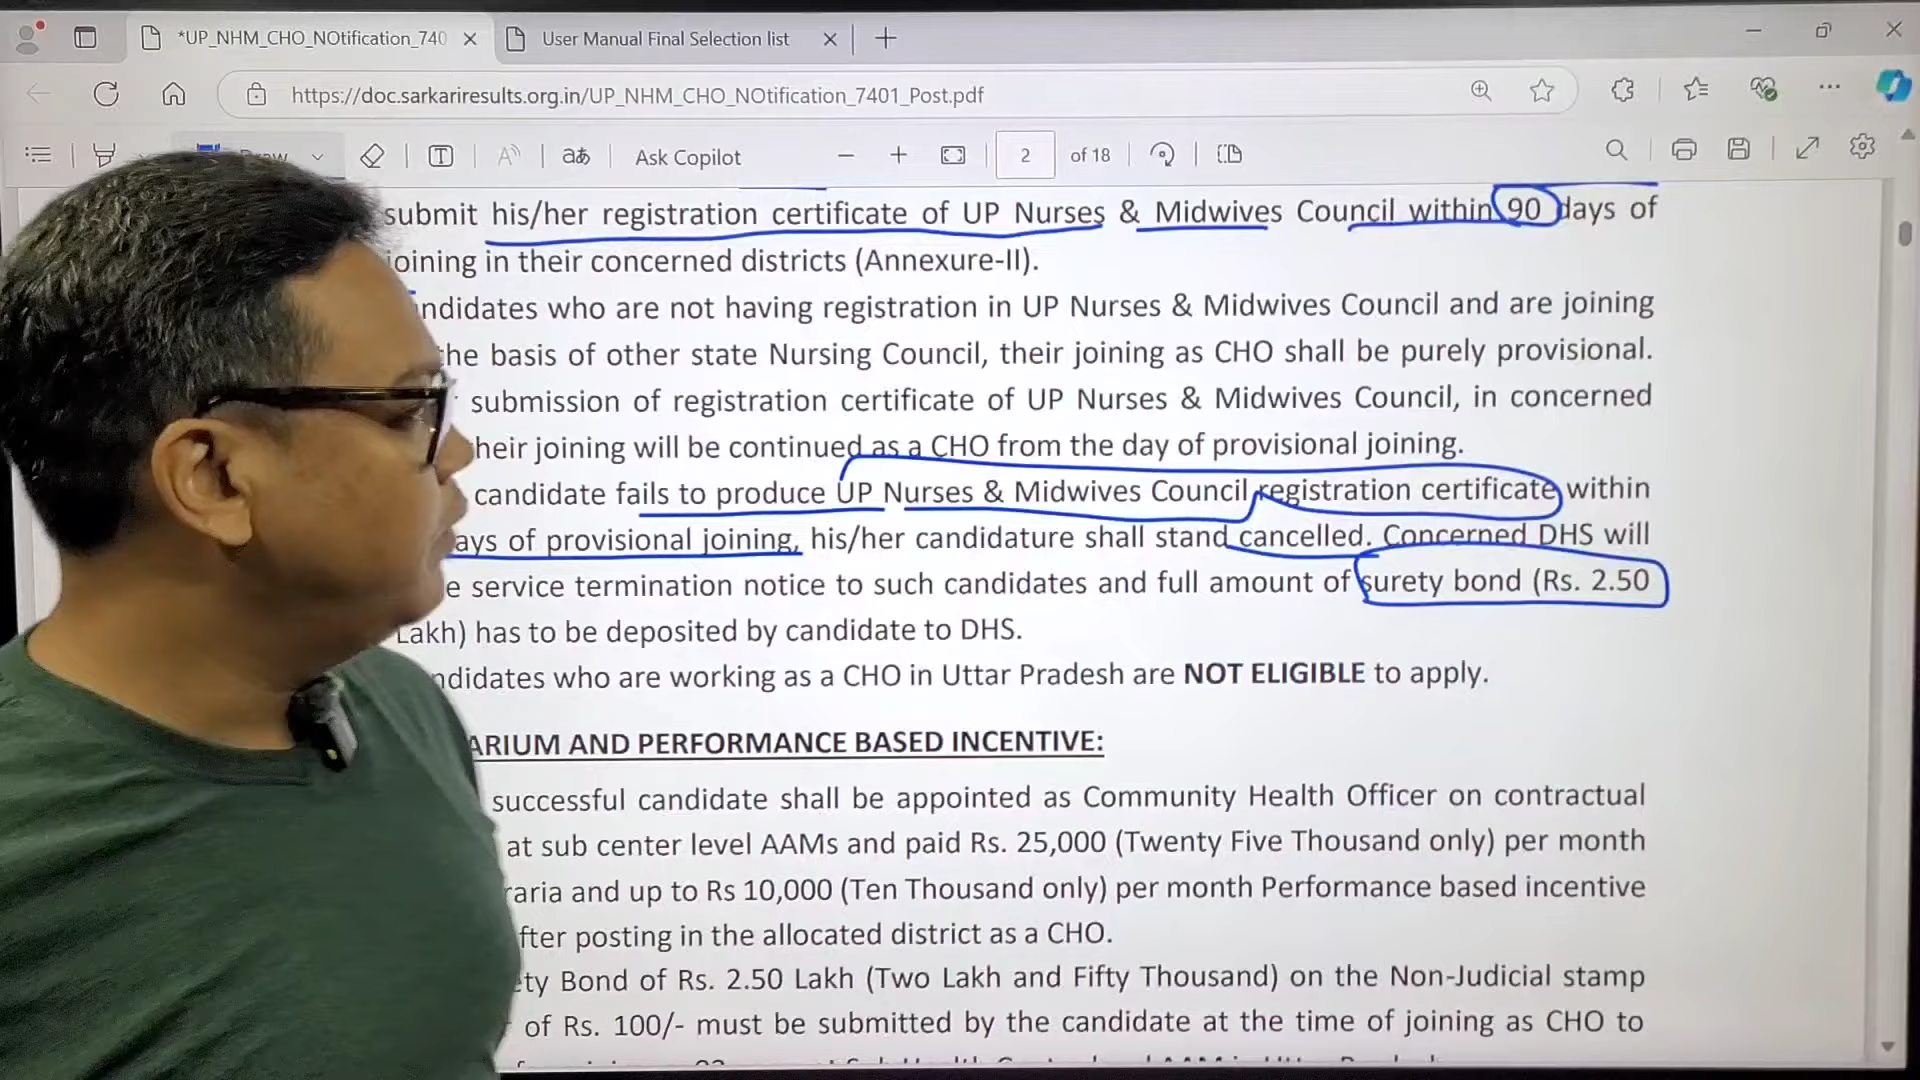 *UP_NHM_CHO_NOtification_740
User Manual Final Selection list
https://doc.sarkariresults.org.in/UP_NHM_CHO_NOtification_7401_Post.pdf
Draw
aあ
Ask Copilot
2
of 18
submit his/her registration certificate of UP Nurses & Midwives Council within 90 days of
joining in their concerned districts (Annexure-II).
ndidates who are not having registration in UP Nurses & Midwives Council and are joining
the basis of other state Nursing Council, their joining as CHO shall be purely provisional.
submission of registration certificate of UP Nurses & Midwives Council, in concerned
heir joining will be continued as a CHO from the day of provisional joining.
candidate fails to produce UP Nurses & Midwives Council registration certificate within
ays of provisional joining, his/her candidature shall stand cancelled. Concerned DHS will
e service termination notice to such candidates and full amount of surety bond (Rs. 2.50
Lakh) has to be deposited by candidate to DHS.
ndidates who are working as a CHO in Uttar Pradesh are NOT ELIGIBLE to apply.
ARIUM AND PERFORMANCE BASED INCENTIVE:
successful candidate shall be appointed as Community Health Officer on contractual
at sub center level AAMs and paid Rs. 25,000 (Twenty Five Thousand only) per month
raria and up to Rs 10,000 (Ten Thousand only) per month Performance based incentive
fter posting in the allocated district as a CHO.
ety Bond of Rs. 2.50 Lakh (Two Lakh and Fifty Thousand) on the Non-Judicial stamp
of Rs. 100/- must be submitted by the candidate at the time of joining as CHO to